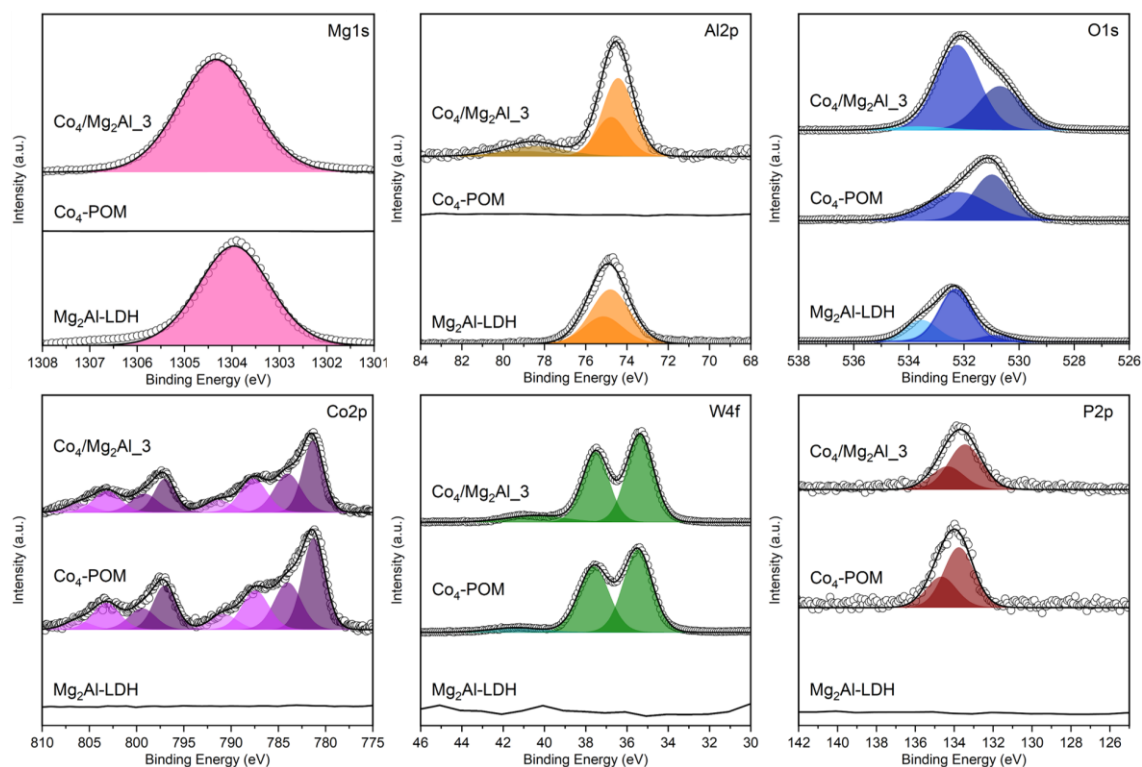 Mg1s
Intensity (a.u.)
Co₄/Mg₂Al_3
Co₄-POM
Mg₂Al-LDH
1308 1307 1306 1305 1304 1303 1302 1301
Binding Energy (eV)
Al2p
Intensity (a.u.)
Co₄/Mg₂Al_3
Co₄-POM
Mg₂Al-LDH
84 82 80 78 76 74 72 70 68
Binding Energy (eV)
O1s
Intensity (a.u.)
Co₄/Mg₂Al_3
Co₄-POM
Mg₂Al-LDH
538 536 534 532 530 528 526
Binding Energy (eV)
Co2p
Intensity (a.u.)
Co₄/Mg₂Al_3
Co₄-POM
Mg₂Al-LDH
810 805 800 795 790 785 780 775
Binding Energy (eV)
W4f
Intensity (a.u.)
Co₄/Mg₂Al_3
Co₄-POM
Mg₂Al-LDH
46 44 42 40 38 36 34 32 30
Binding Energy (eV)
P2p
Intensity (a.u.)
Co₄/Mg₂Al_3
Co₄-POM
Mg₂Al-LDH
142 140 138 136 134 132 130 128 126
Binding Energy (eV)